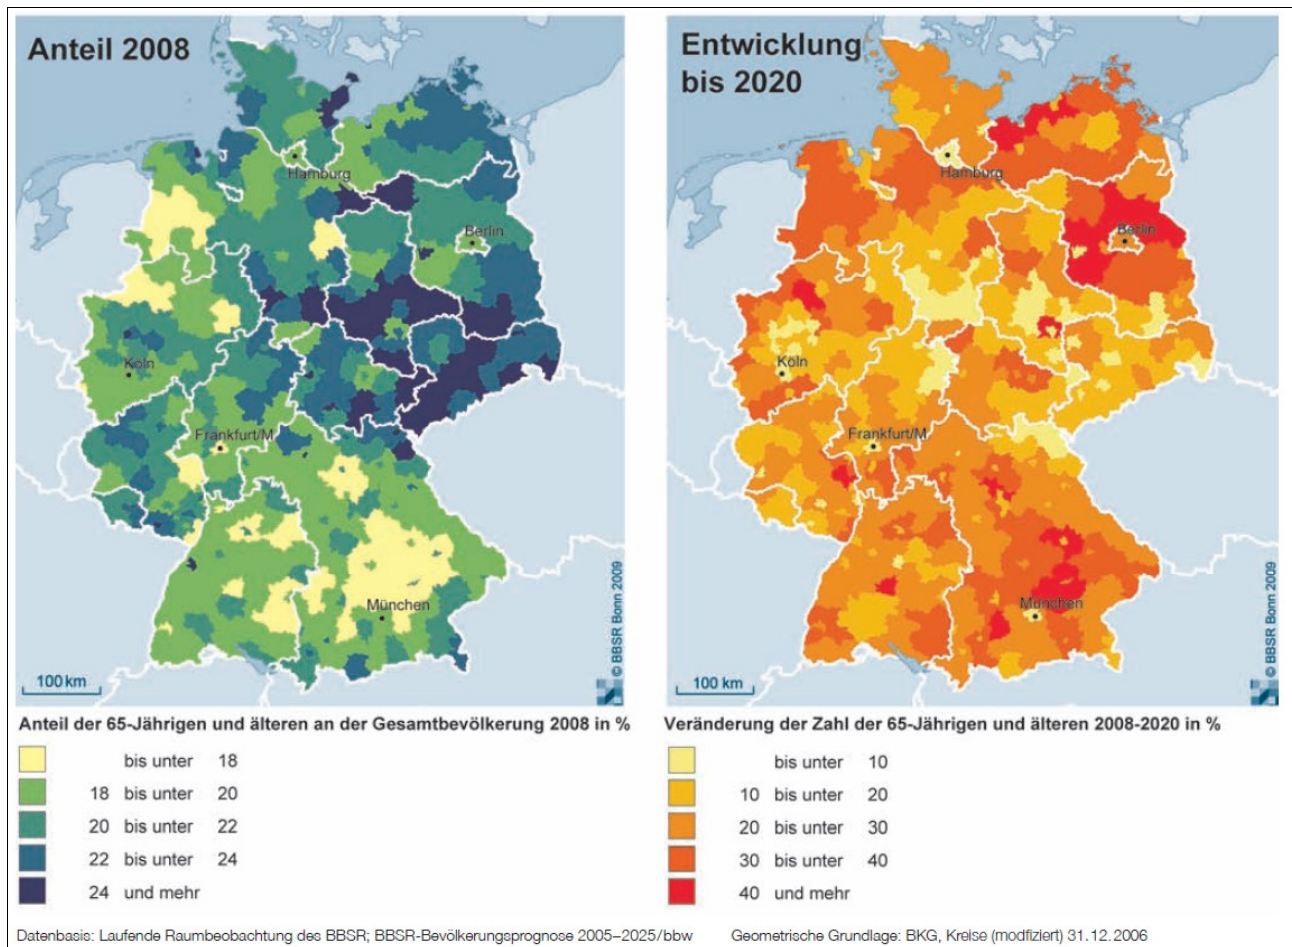 Anteil 2008
Hamburg
Berlin
Köln
Frankfurt/M
München
100 km
© BBSR Bonn 2009
Anteil der 65-Jährigen und älteren an der Gesamtbevölkerung 2008 in %
bis unter 18
18 bis unter 20
20 bis unter 22
22 bis unter 24
24 und mehr
Entwicklung
bis 2020
Hamburg
Berlin
Köln
Frankfurt/M
München
100 km
© BBSR Bonn 2009
Veränderung der Zahl der 65-Jährigen und älteren 2008-2020 in %
bis unter 10
10 bis unter 20
20 bis unter 30
30 bis unter 40
40 und mehr
Datenbasis: Laufende Raumbeobachtung des BBSR; BBSR-Bevölkerungsprognose 2005–2025/bbw Geometrische Grundlage: BKG, Kreise (modfiziert) 31.12.2006